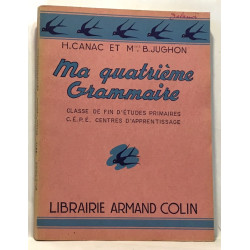 H. CANAC ET Mme B. JUGHON
Ma quatrième
Grammaire
CLASSE DE FIN D'ÉTUDES PRIMAIRES
C.E.P.E. CENTRES D'APPRENTISSAGE
LIBRAIRIE ARMAND COLIN